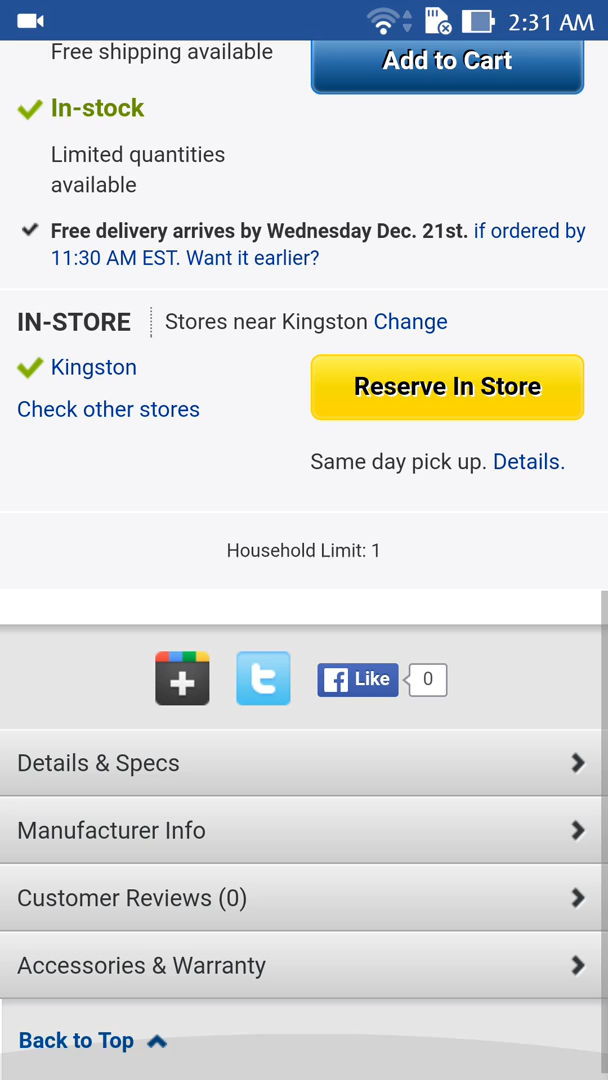 2:31 AM
Free shipping available
Add to Cart
In-stock
Limited quantities
available
Free delivery arrives by Wednesday Dec. 21st. if ordered by
11:30 AM EST. Want it earlier?
IN-STORE Stores near Kingston Change
Kingston
Reserve In Store
Check other stores
Same day pick up. Details.
Household Limit: 1
Like 0
Details & Specs
Manufacturer Info
Customer Reviews (0)
Accessories & Warranty
Back to Top